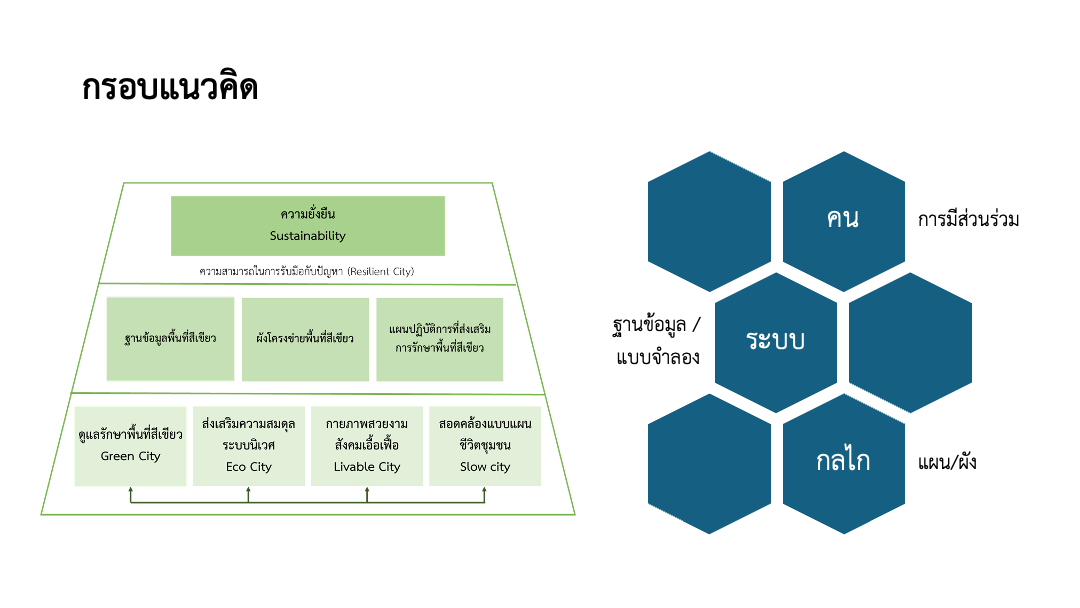 กรอบแนวคิด
ความยั่งยืน
Sustainability
ความสามารถในการรับมือกับปัญหา (Resilient City)
ฐานข้อมูลพื้นที่สีเขียว
ผังโครงข่ายพื้นที่สีเขียว
แผนปฏิบัติการที่ส่งเสริม
การรักษาพื้นที่สีเขียว
ดูแลรักษาพื้นที่สีเขียว
Green City
ส่งเสริมความสมดุล
ระบบนิเวศ
Eco City
กายภาพสวยงาม
สังคมเอื้อเฟื้อ
Livable City
สอดคล้องแบบแผน
ชีวิตชุมชน
Slow city
คน
การมีส่วนร่วม
ฐานข้อมูล /
แบบจำลอง
ระบบ
กลไก
แผน/ผัง